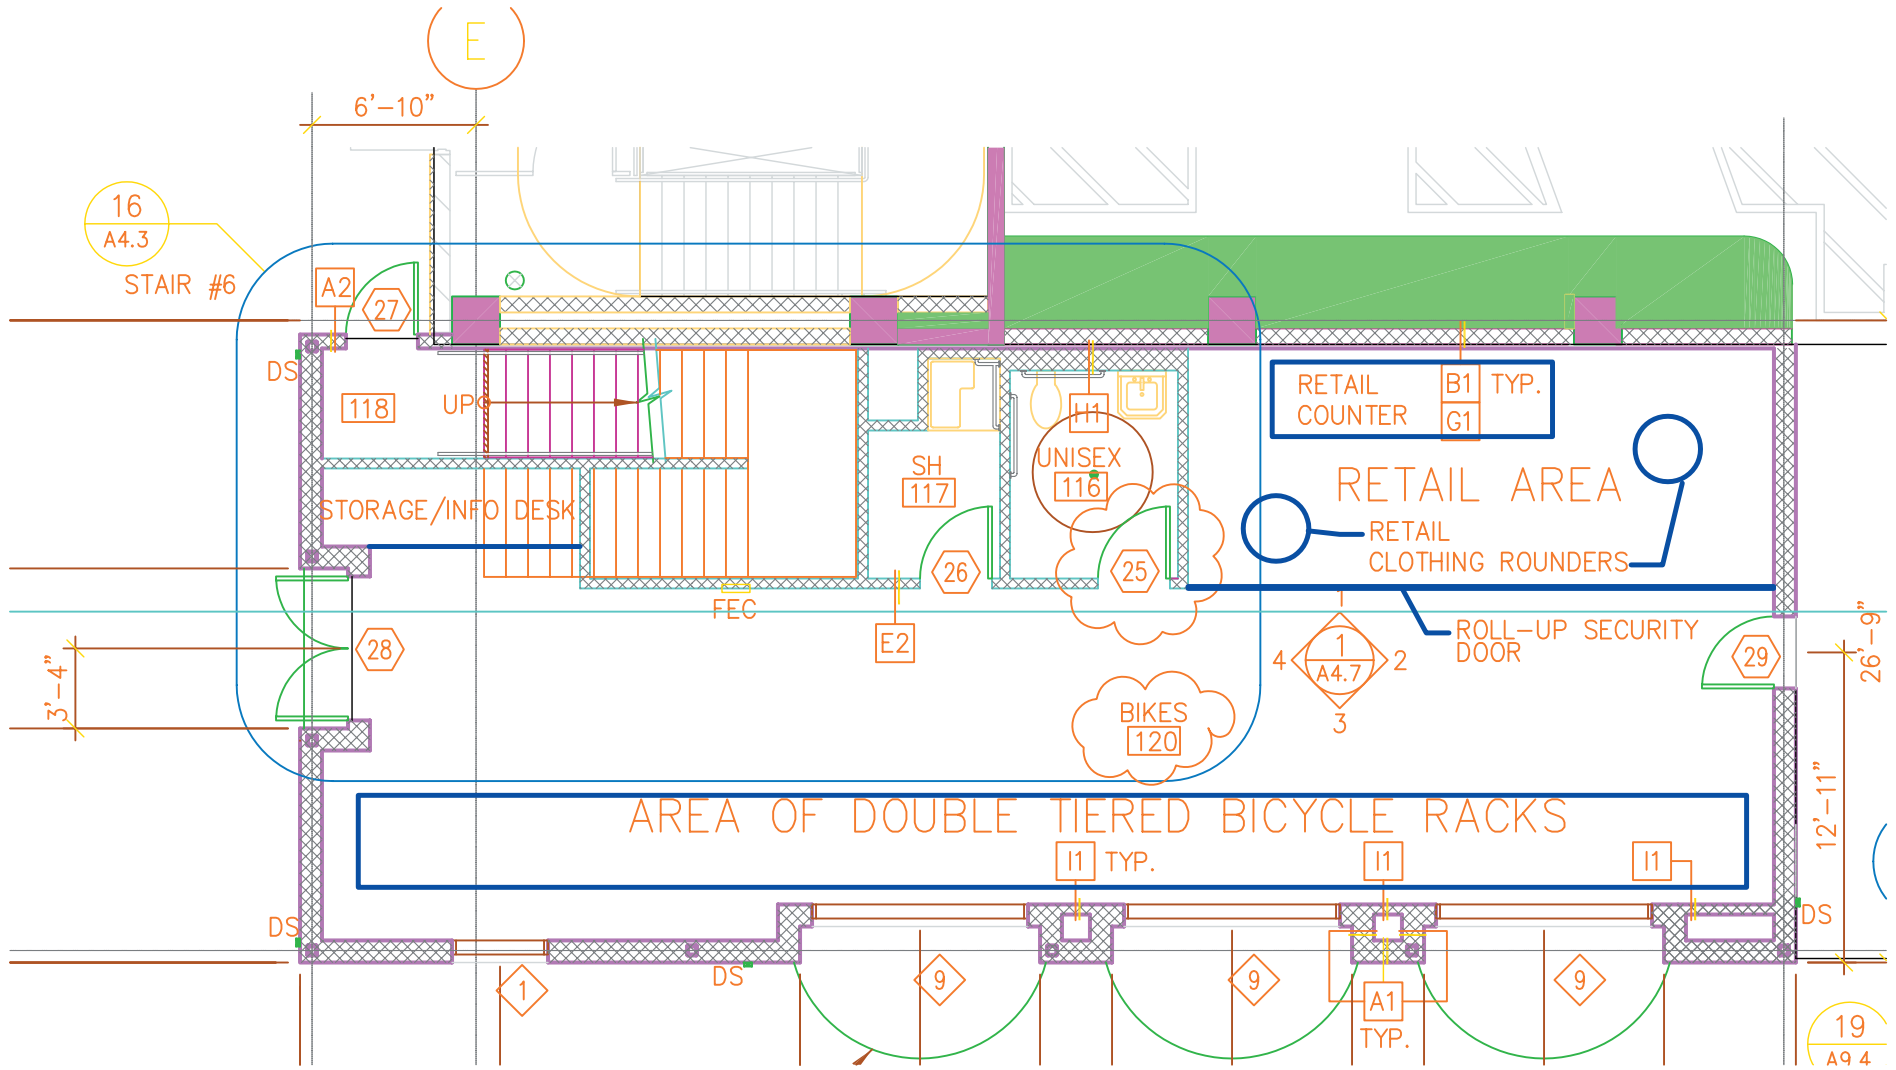 E
6'-10"
16
A4.3
STAIR #6
A2
27
DS
118
UP
RETAIL
COUNTER
B1 TYP.
G1
H1
UNISEX
116
SH
117
RETAIL AREA
STORAGE/INFO DESK
RETAIL
CLOTHING ROUNDERS
26
25
FEC
E2
28
1
ROLL-UP SECURITY
DOOR
4
1
A4.7
2
3
29
26'-9"
3'-4"
BIKES
120
12'-11"
AREA OF DOUBLE TIERED BICYCLE RACKS
I1 TYP.
I1
I1
DS
DS
DS
1
9
9
9
A1
TYP.
19
A9.4